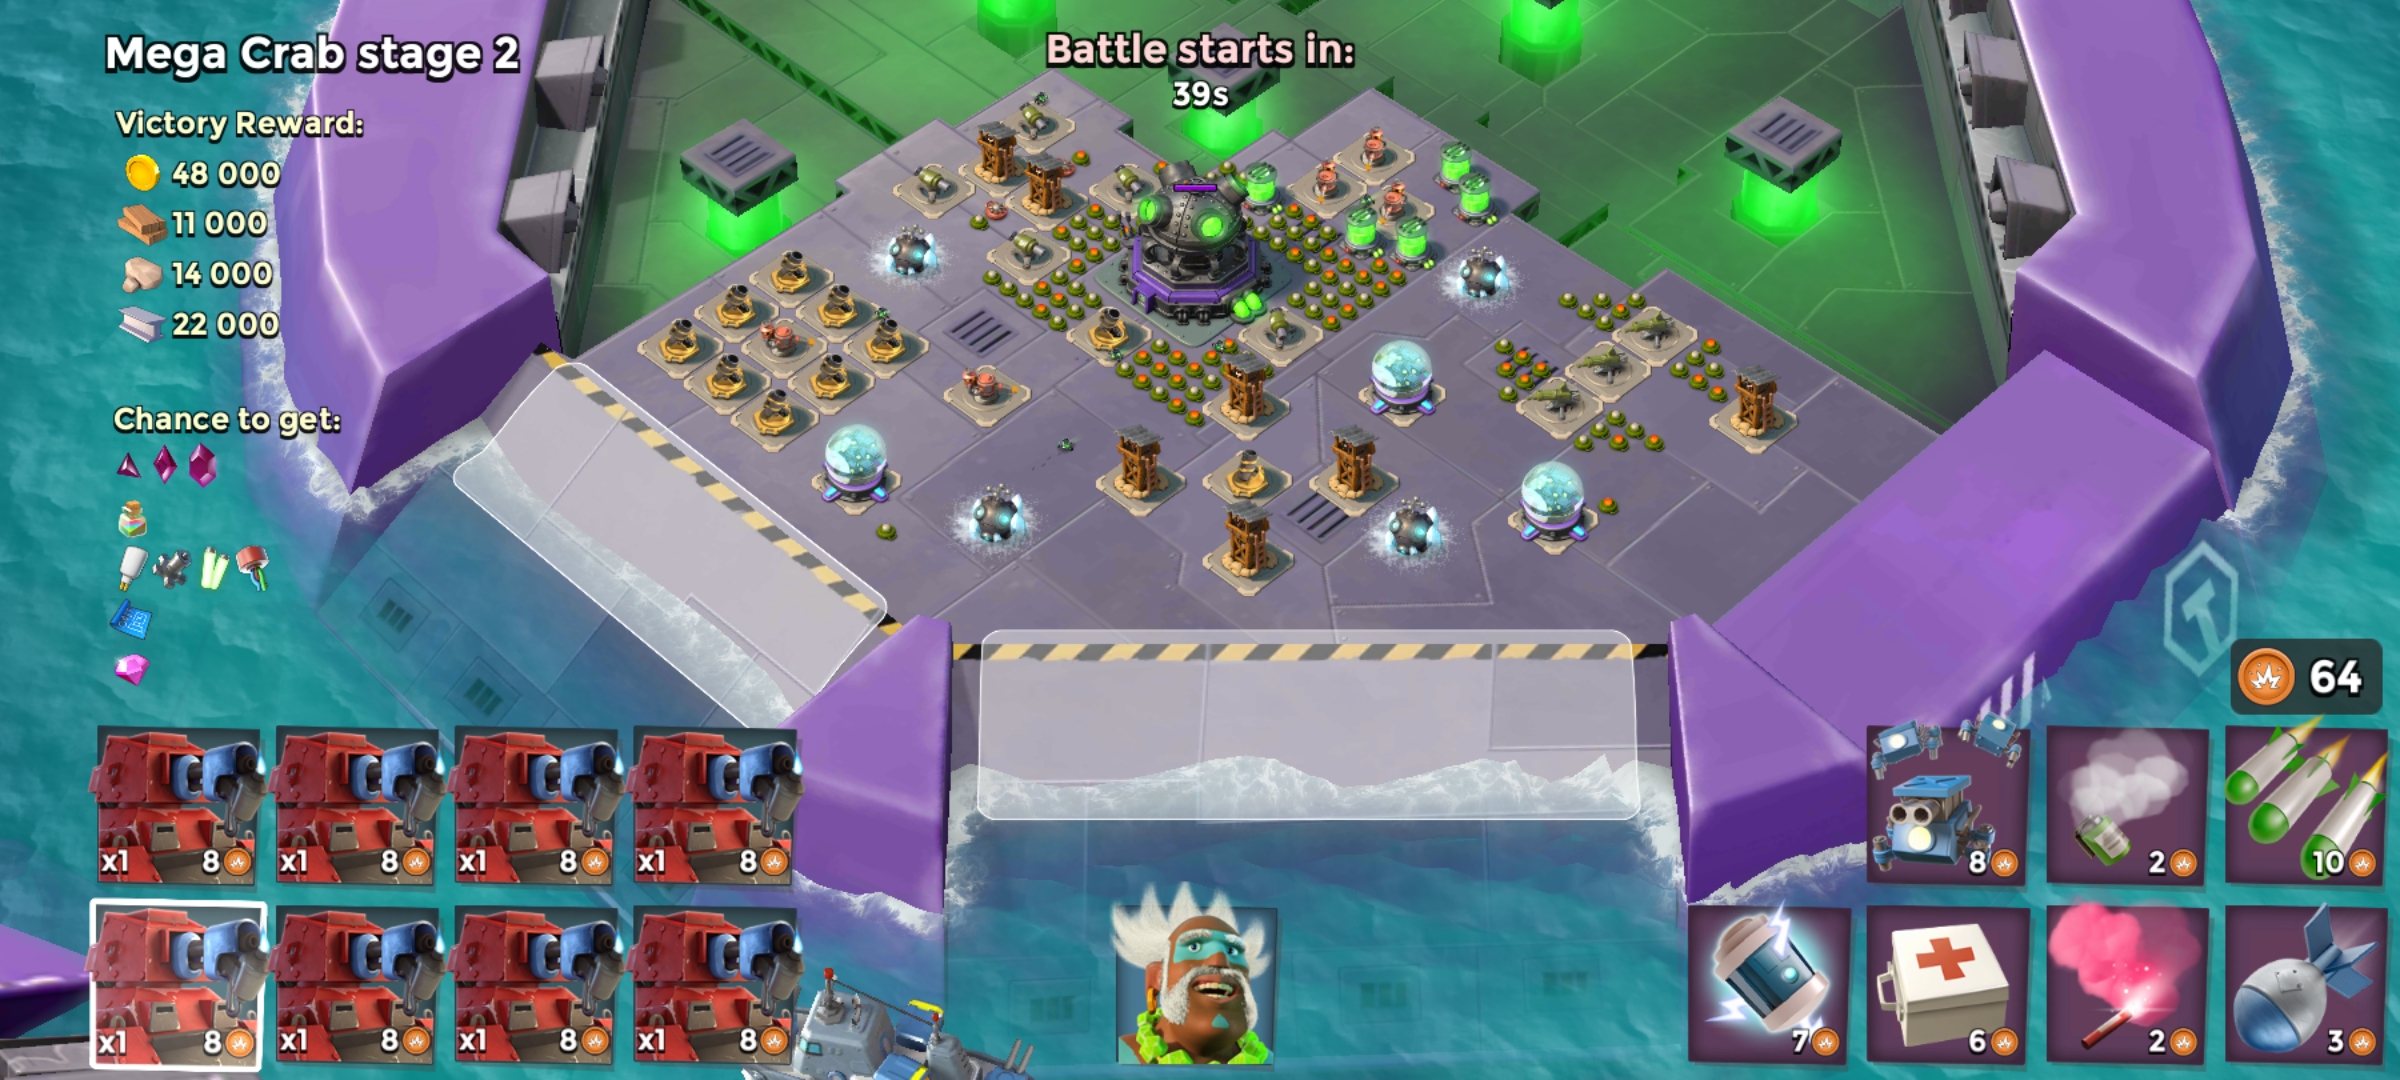 Mega Crab stage 2
Battle starts in:
39s
Victory Reward:
48 000
11 000
14 000
22 000
Chance to get:
64
x1 8
x1 8
x1 8
x1 8
8
2
10
x1 8
x1 8
x1 8
x1 8
7
6
2
3